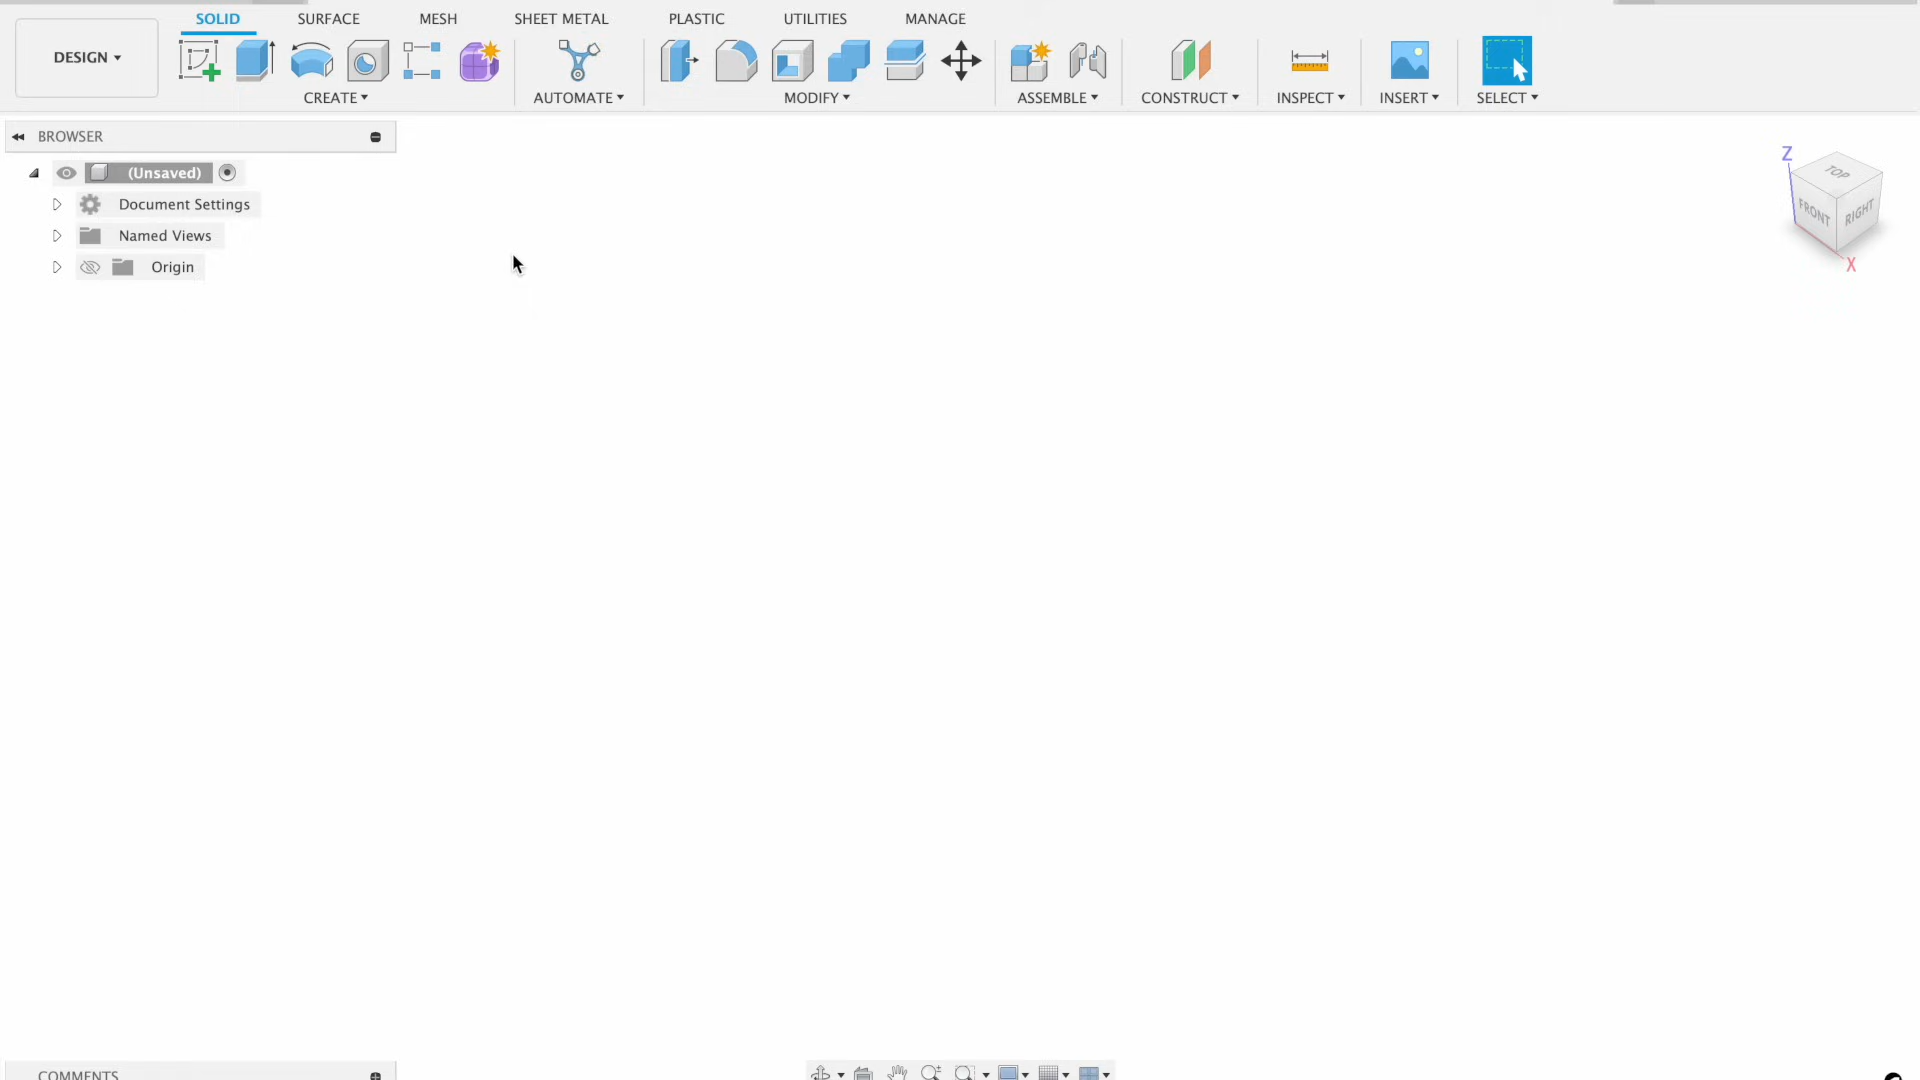 SOLID SURFACE MESH SHEET METAL PLASTIC UTILITIES MANAGE
DESIGN
CREATE AUTOMATE MODIFY ASSEMBLE CONSTRUCT INSPECT INSERT SELECT
BROWSER
(Unsaved)
Document Settings
Named Views
Origin
Z
TOP
FRONT RIGHT
X
COMMENTS